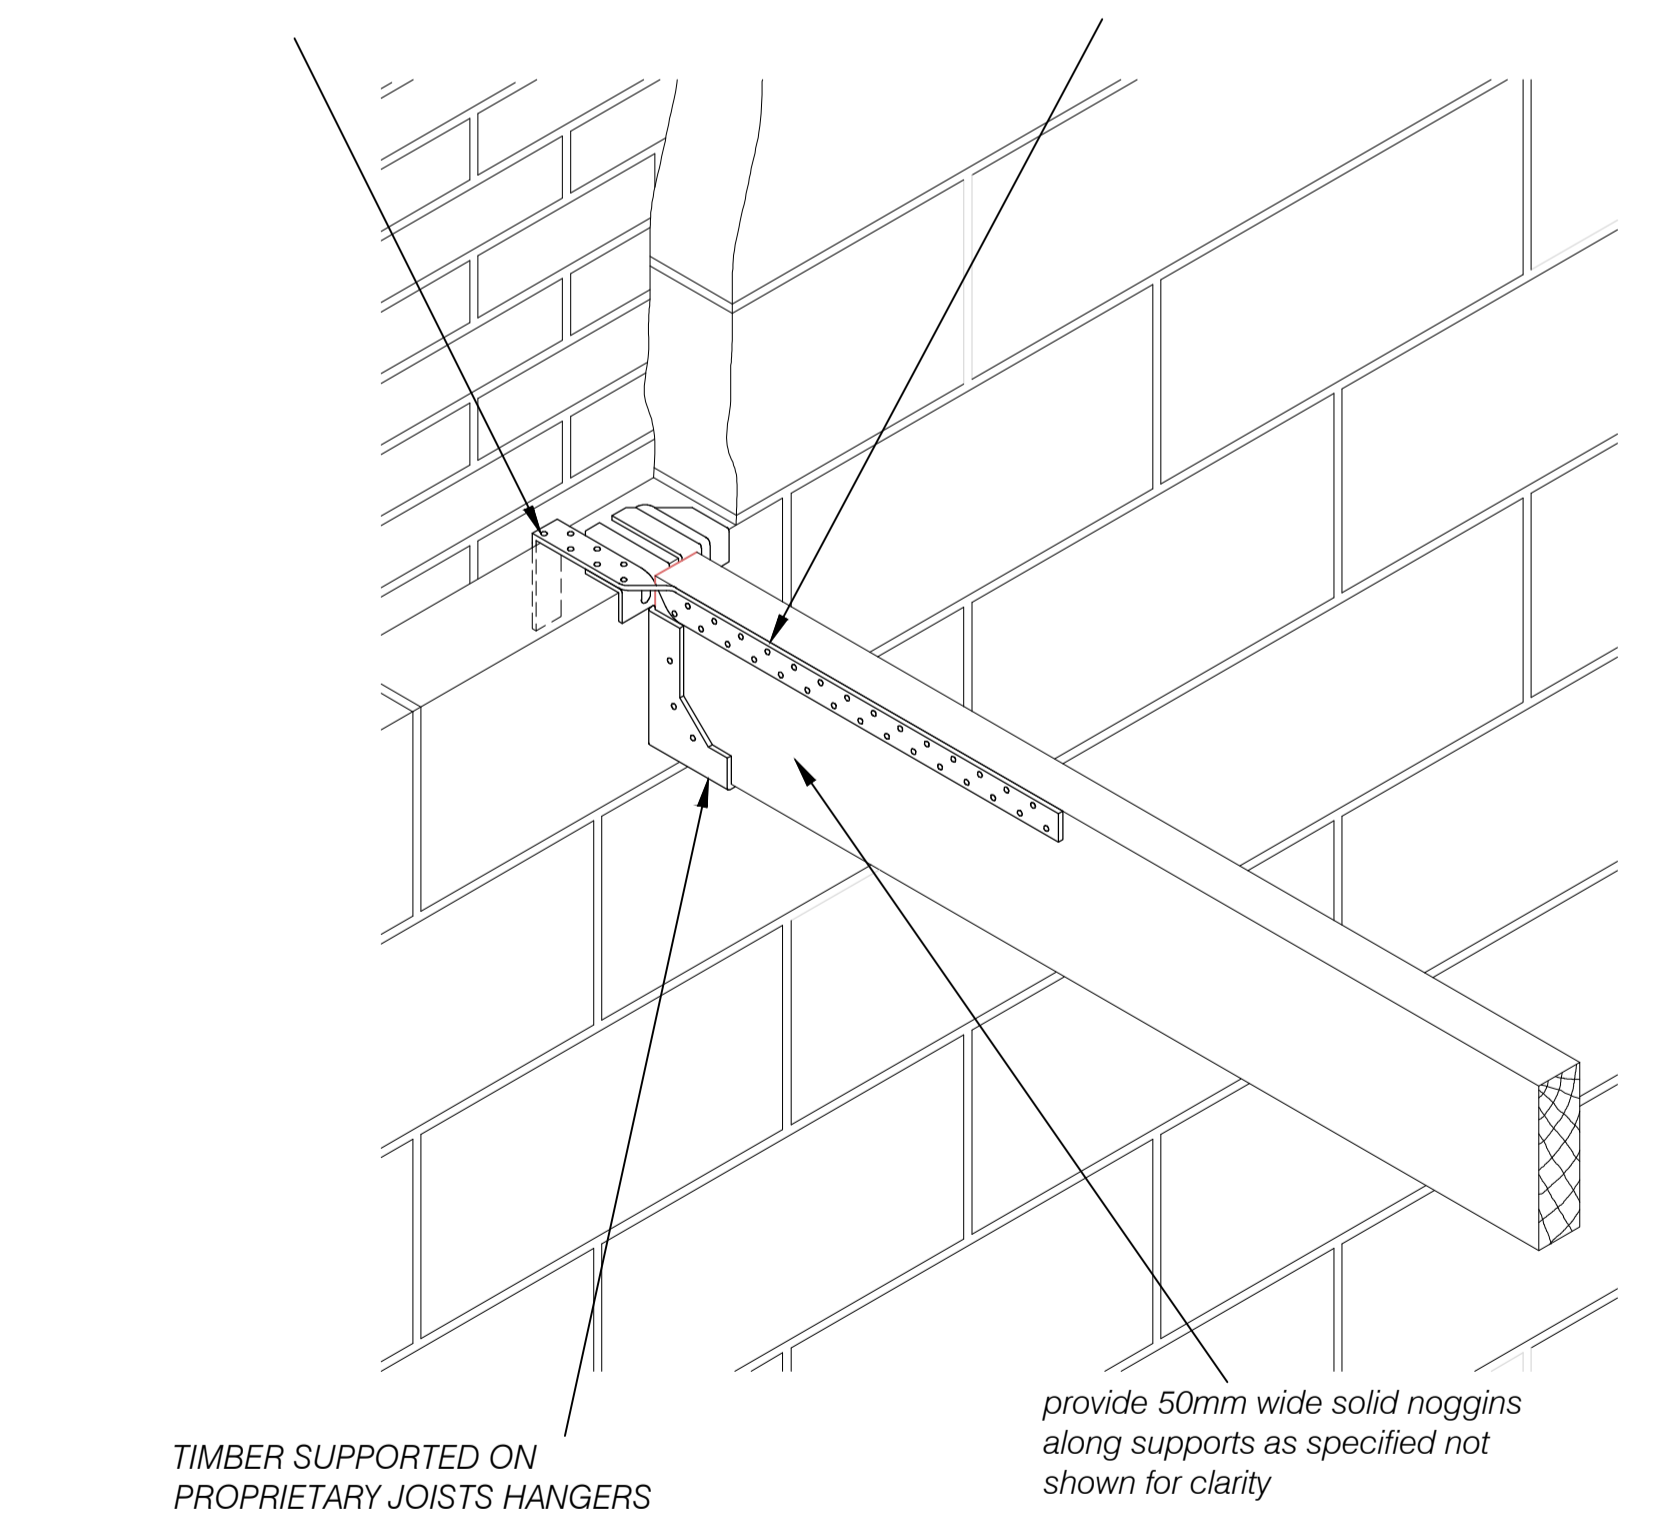 TIMBER SUPPORTED ON
PROPRIETARY JOISTS HANGERS
provide 50mm wide solid noggins
along supports as specified not
shown for clarity